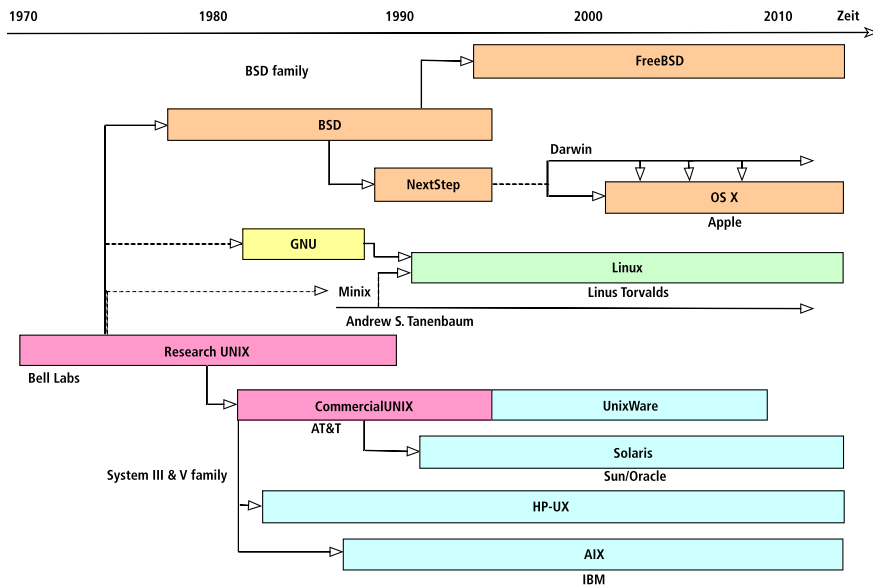 1970 1980 1990 2000 2010 Zeit
FreeBSD
BSD family
BSD
Darwin
NextStep
OS X
Apple
GNU
Linux
Minix
Linus Torvalds
Andrew S. Tanenbaum
Research UNIX
Bell Labs
CommercialUNIX
UnixWare
AT&T
Solaris
System III & V family
Sun/Oracle
HP-UX
AIX
IBM